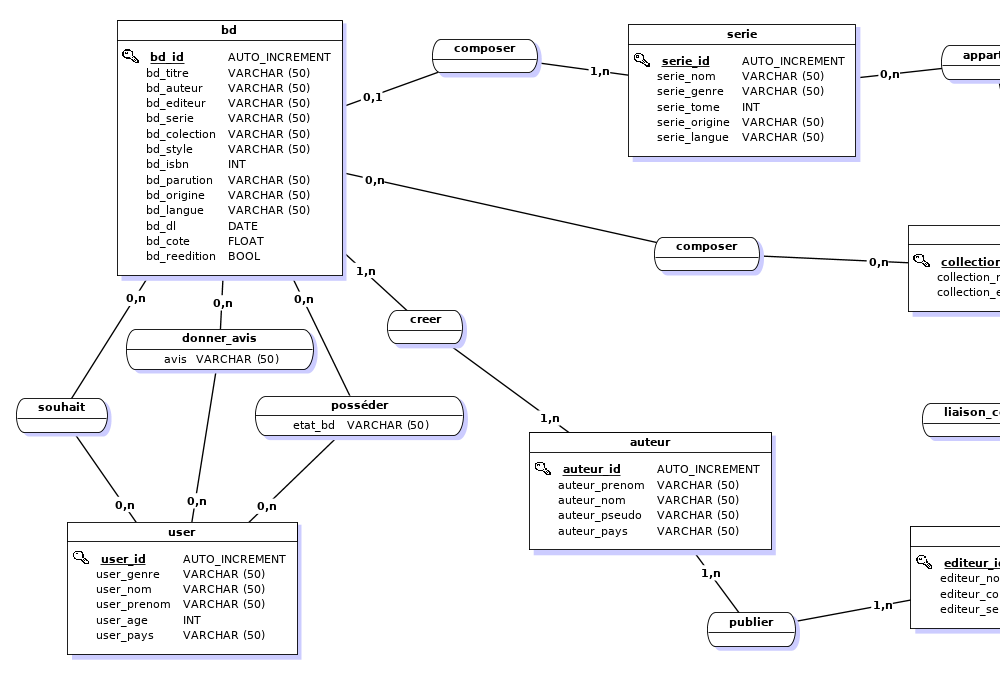 bd
bd_id AUTO_INCREMENT
bd_titre VARCHAR (50)
bd_auteur VARCHAR (50)
bd_editeur VARCHAR (50)
bd_serie VARCHAR (50)
bd_colection VARCHAR (50)
bd_style VARCHAR (50)
bd_isbn INT
bd_parution VARCHAR (50)
bd_origine VARCHAR (50)
bd_langue VARCHAR (50)
bd_dl DATE
bd_cote FLOAT
bd_reedition BOOL
composer
0,1
1,n
serie
serie_id AUTO_INCREMENT
serie_nom VARCHAR (50)
serie_genre VARCHAR (50)
serie_tome INT
serie_origine VARCHAR (50)
serie_langue VARCHAR (50)
0,n
appart
0,n
composer
0,n
collection
collection_
collection_e
1,n
creer
1,n
0,n
0,n
0,n
donner_avis
avis VARCHAR (50)
souhait
posséder
etat_bd VARCHAR (50)
liaison_c
0,n
0,n
0,n
user
user_id AUTO_INCREMENT
user_genre VARCHAR (50)
user_nom VARCHAR (50)
user_prenom VARCHAR (50)
user_age INT
user_pays VARCHAR (50)
auteur
auteur_id AUTO_INCREMENT
auteur_prenom VARCHAR (50)
auteur_nom VARCHAR (50)
auteur_pseudo VARCHAR (50)
auteur_pays VARCHAR (50)
1,n
publier
1,n
editeur_i
editeur_no
editeur_co
editeur_se